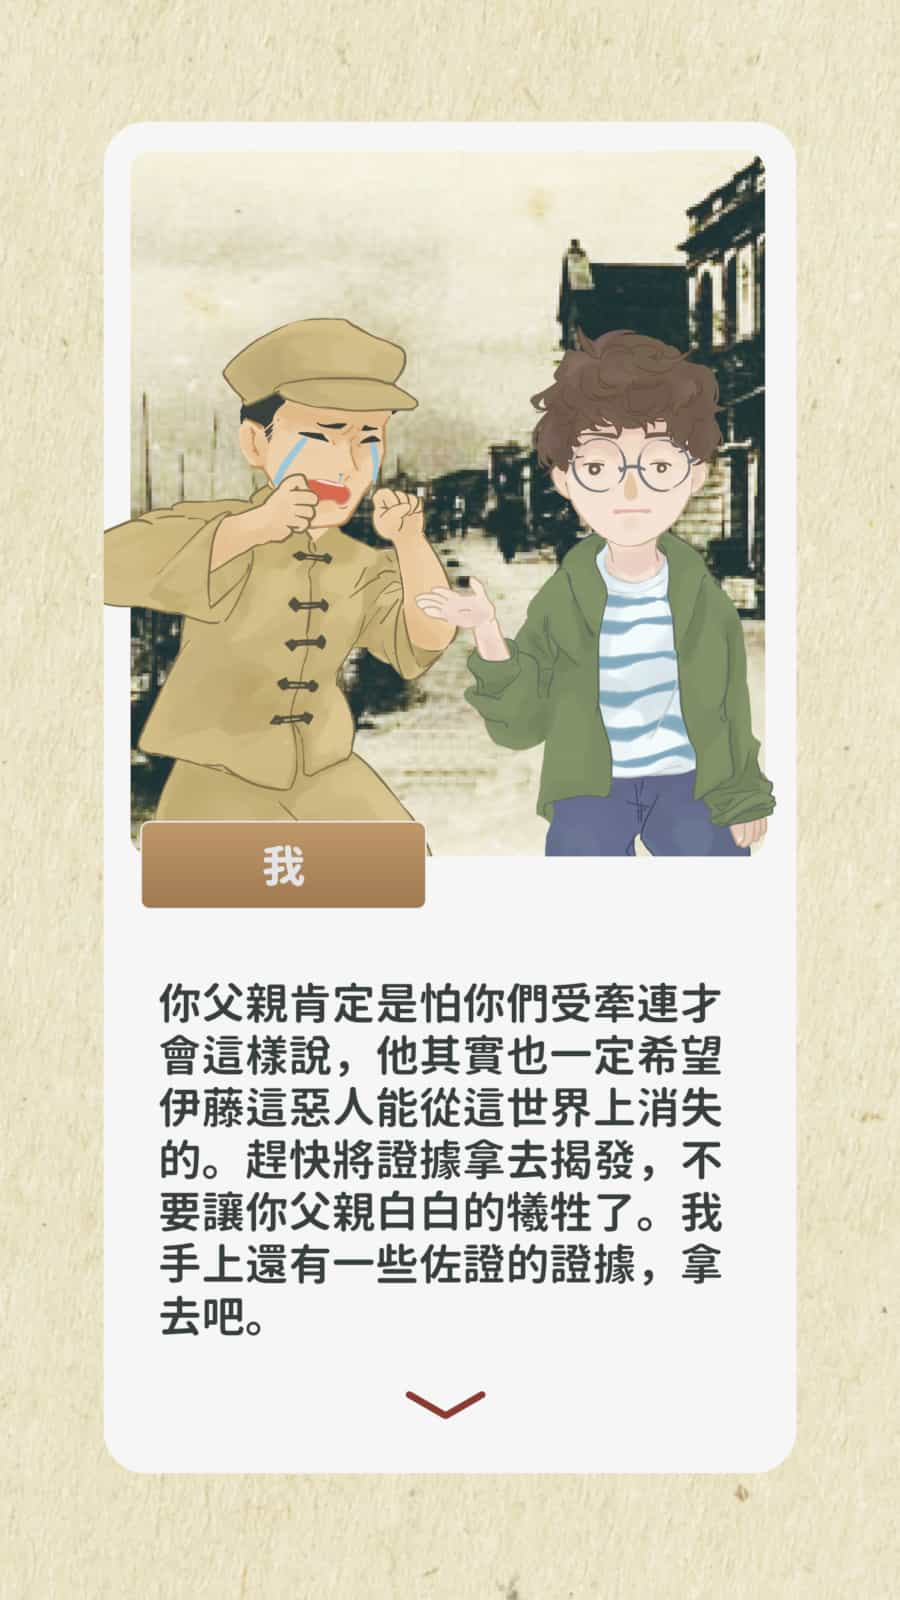 我
你父親肯定是怕你們受牽連才
會這樣說，他其實也一定希望
伊藤這惡人能從這世界上消失
的。趕快將證據拿去揭發，不
要讓你父親白白的犧牲了。我
手上還有一些佐證的證據，拿
去吧。